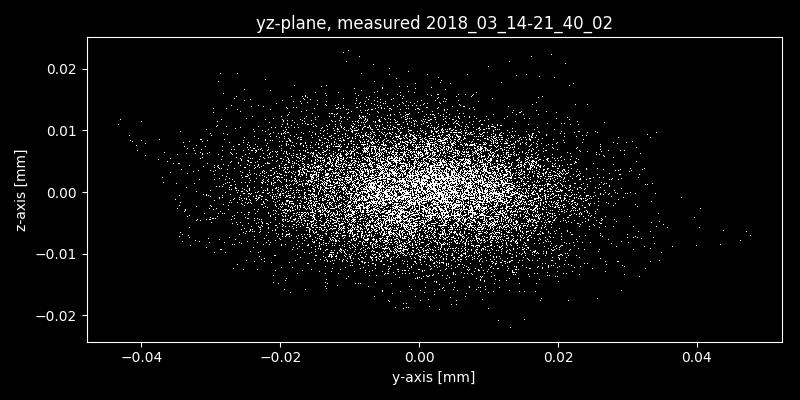 yz-plane, measured 2018_03_14-21_40_02
0.02
0.01
0.00
−0.01
−0.02
z-axis [mm]
−0.04 −0.02 0.00 0.02 0.04
y-axis [mm]